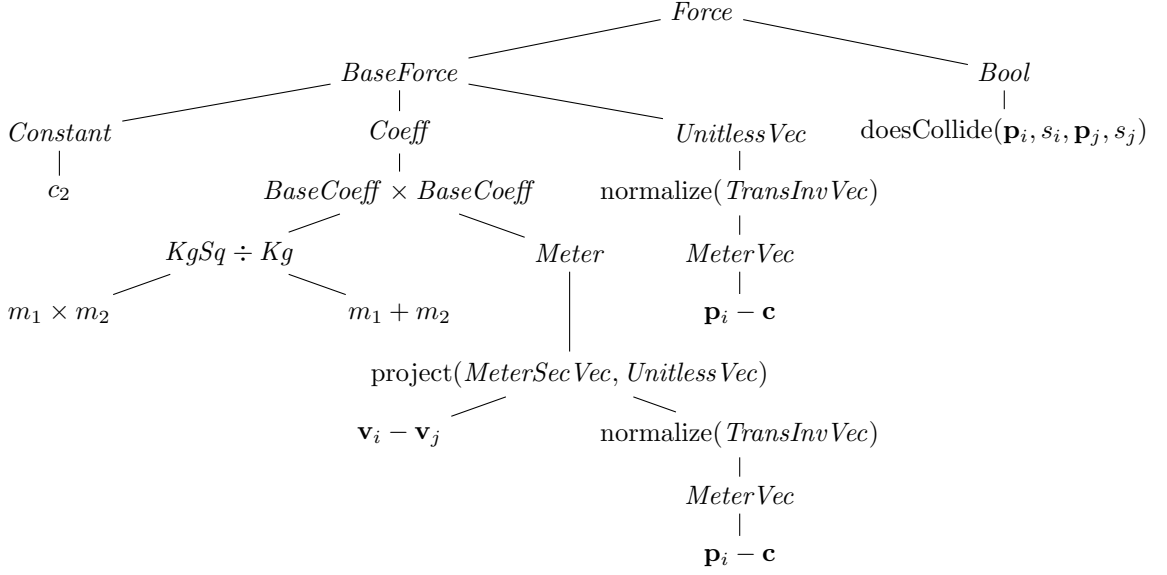 Force
BaseForce Bool
Constant Coeff UnitlessVec doesCollide(p_i, s_i, p_j, s_j)
c_2 BaseCoeff × BaseCoeff normalize(TransInvVec)
KgSq ÷ Kg Meter MeterVec
m_1 × m_2 m_1 + m_2 p_i − c
project(MeterSecVec, UnitlessVec)
v_i − v_j normalize(TransInvVec)
MeterVec
p_i − c